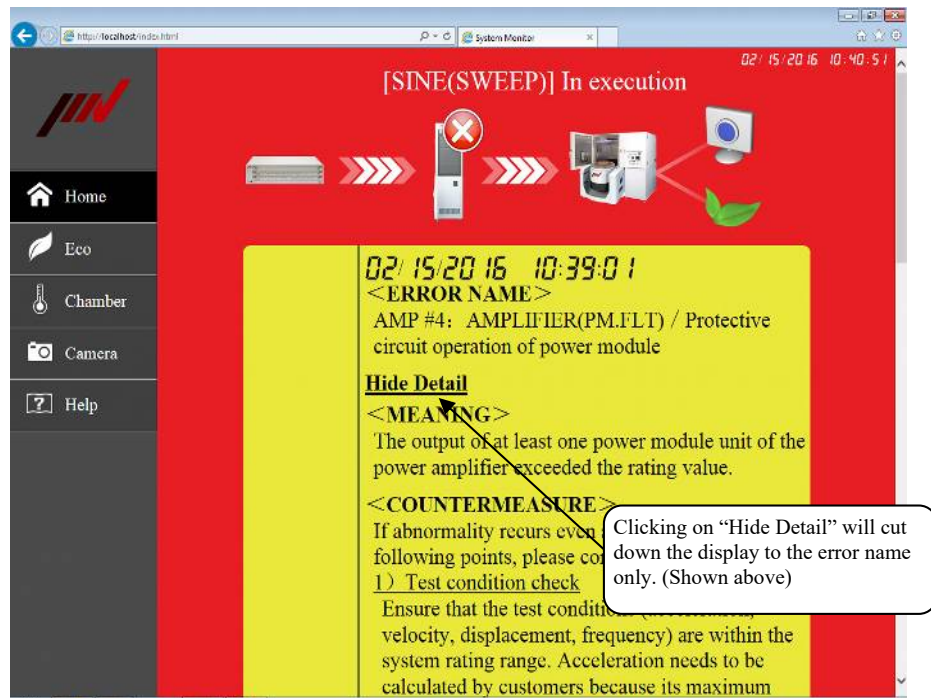 http://localhost/index.html
System Monitor
02/15/2016 10:40:51
[SINE(SWEEP)] In execution
Home
Eco
Chamber
Camera
Help
02/15/2016 10:39:01
<ERROR NAME>
AMP #4: AMPLIFIER(PM.FLT) / Protective
circuit operation of power module
Hide Detail
<MEANING>
The output of at least one power module unit of the
power amplifier exceeded the rating value.
<COUNTERMEASURE>
If abnormality recurs even
following points, please
1) Test condition check
Ensure that the test
velocity, displacement, frequency) are within the
system rating range. Acceleration needs to be
calculated by customers because its maximum
Clicking on “Hide Detail” will cut
down the display to the error name
only. (Shown above)